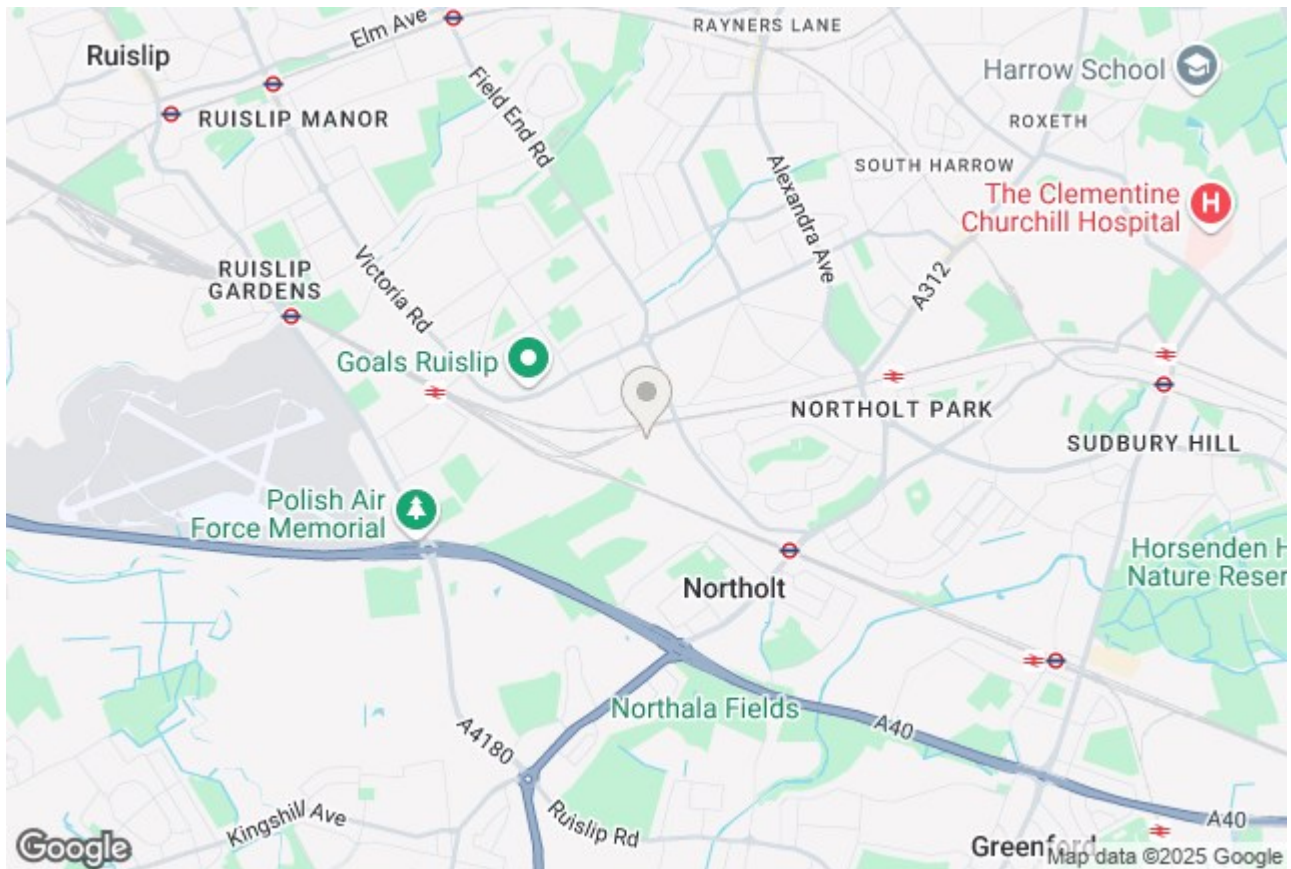 RAYNERS LANE
Elm Ave
Ruislip
Harrow School
Field End Rd
RUISLIP MANOR
ROXETH
SOUTH HARROW
Alexandra Ave
The Clementine
Churchill Hospital
H
RUISLIP
GARDENS
Victoria Rd
A312
Goals Ruislip
NORTHOLT PARK
SUDBURY HILL
Polish Air
Force Memorial
Horsenden H
Nature Reser
Northolt
Northala Fields
A40
A4180
Kingshill Ave
Ruislip Rd
A40
Greenford
Google
Map data ©2025 Google